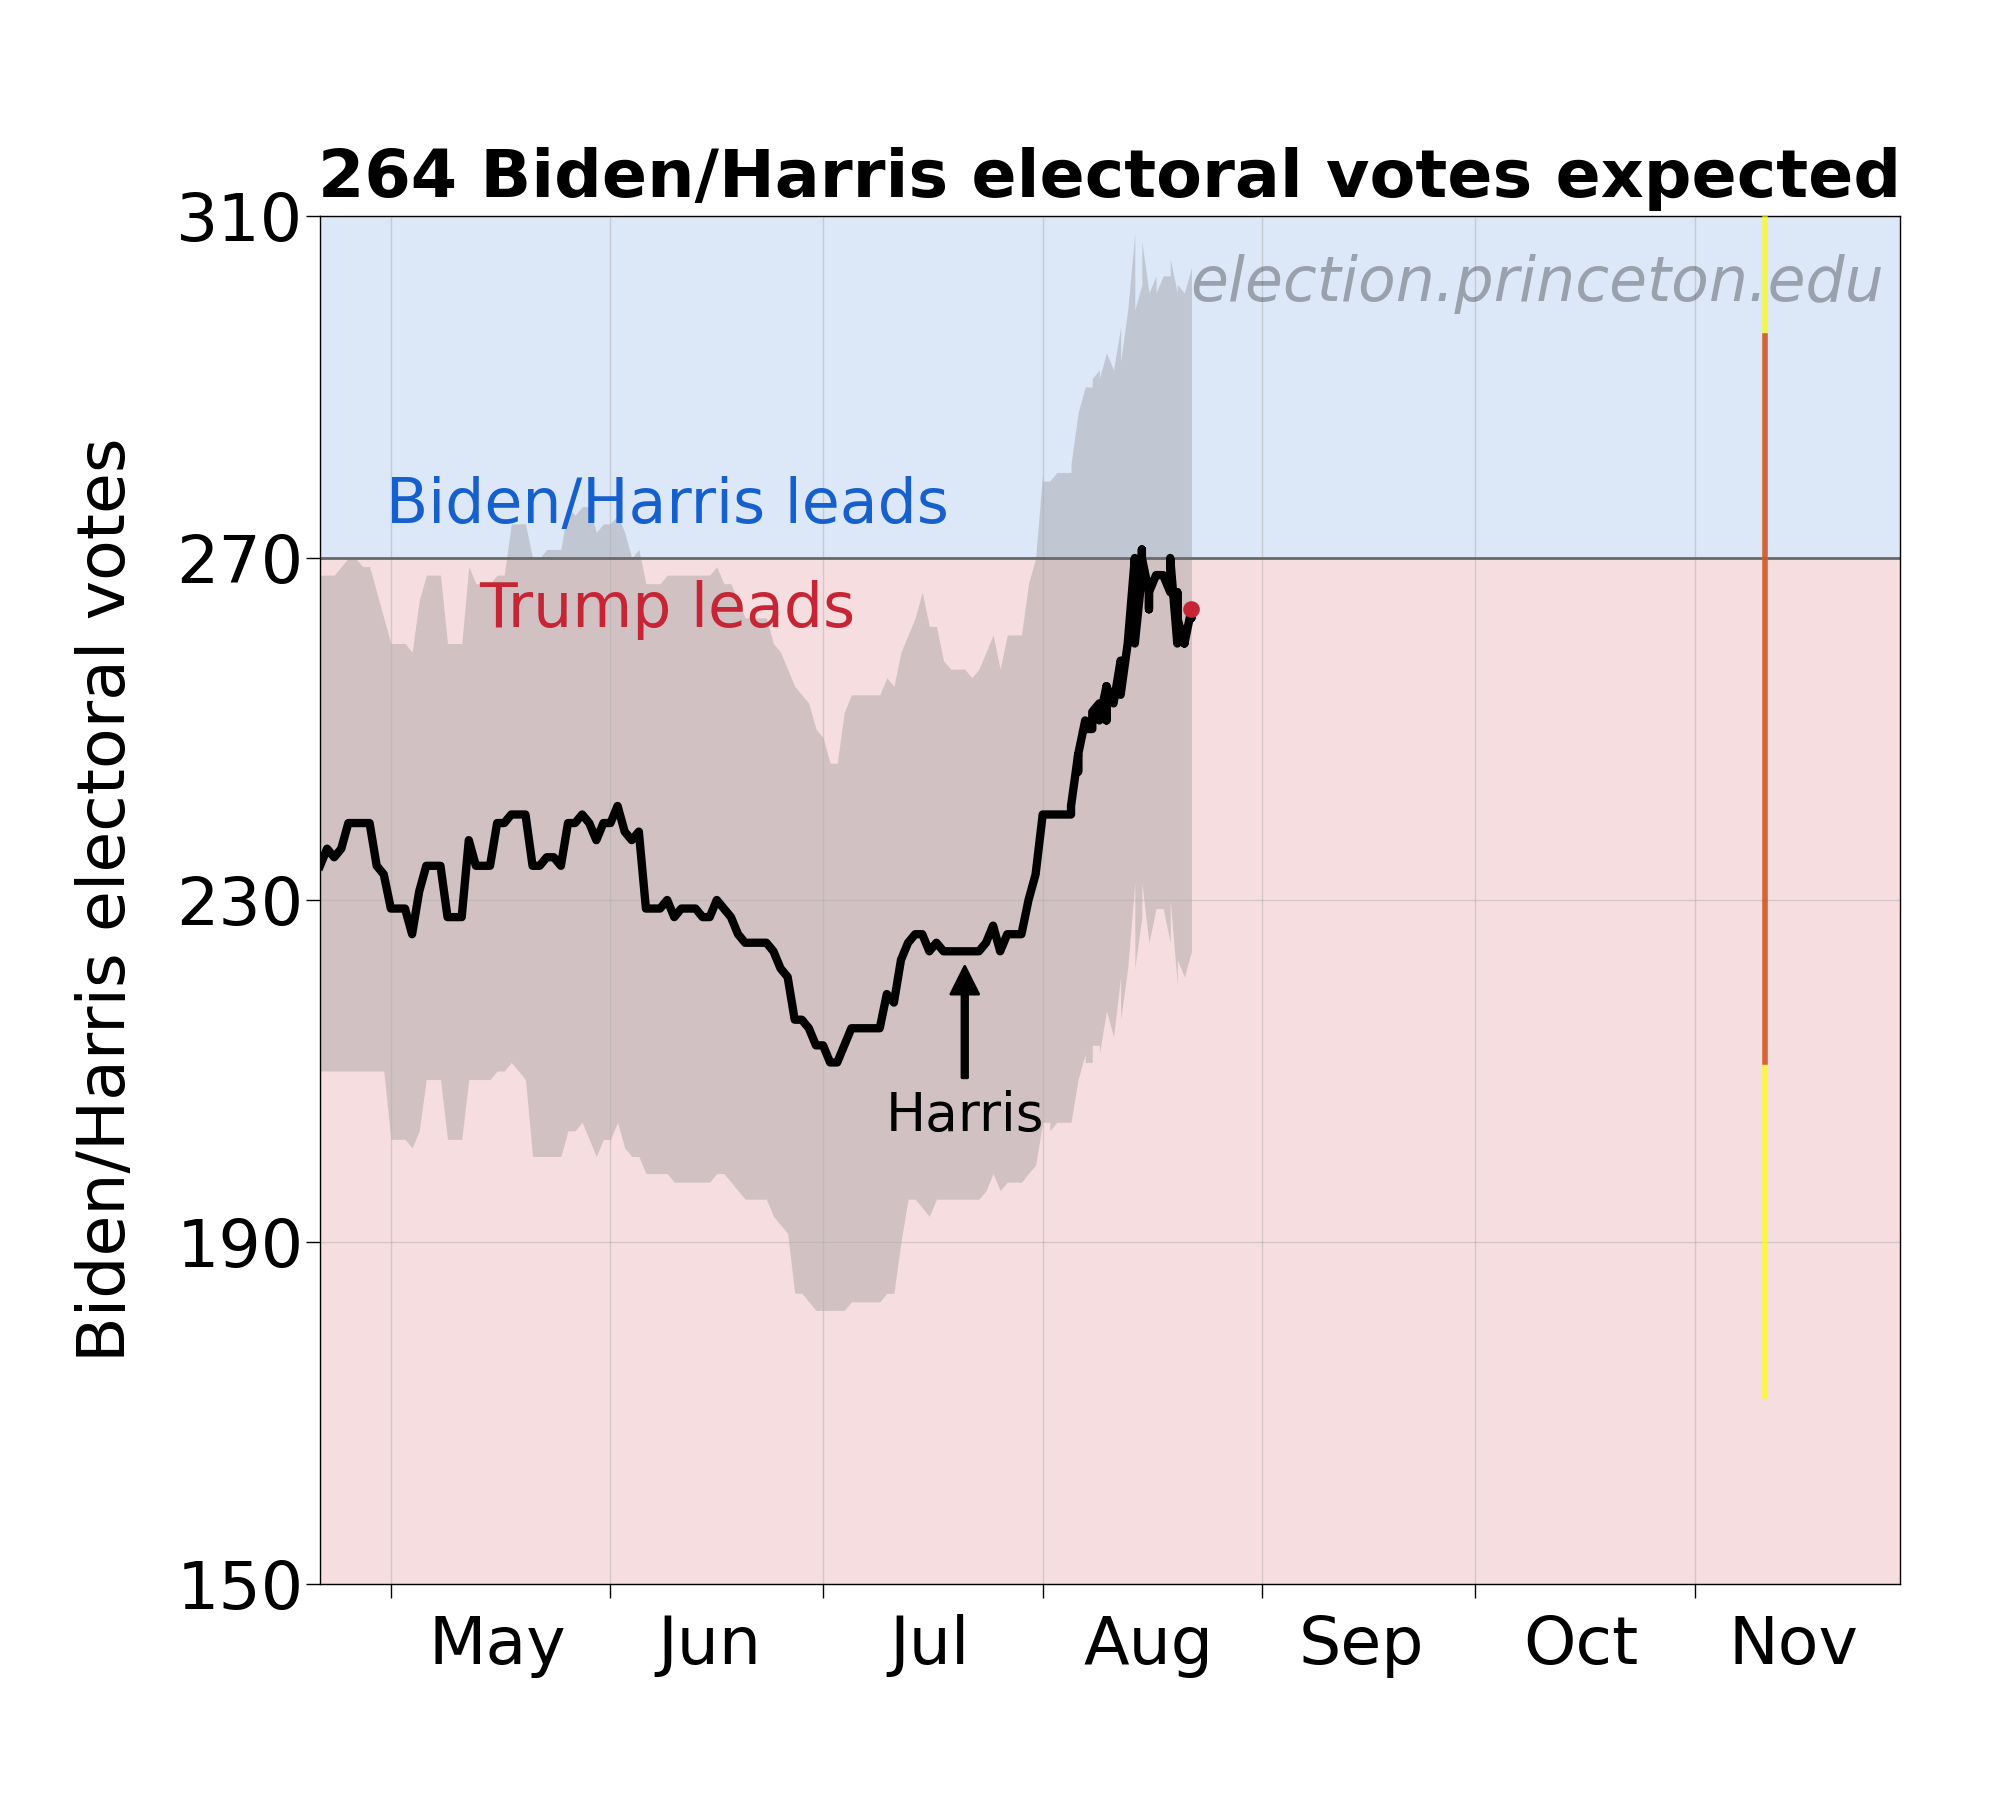 264 Biden/Harris electoral votes expected
310
election.princeton.edu
Biden/Harris leads
270
Trump leads
Biden/Harris electoral votes
230
Harris
190
150
May Jun Jul Aug Sep Oct Nov